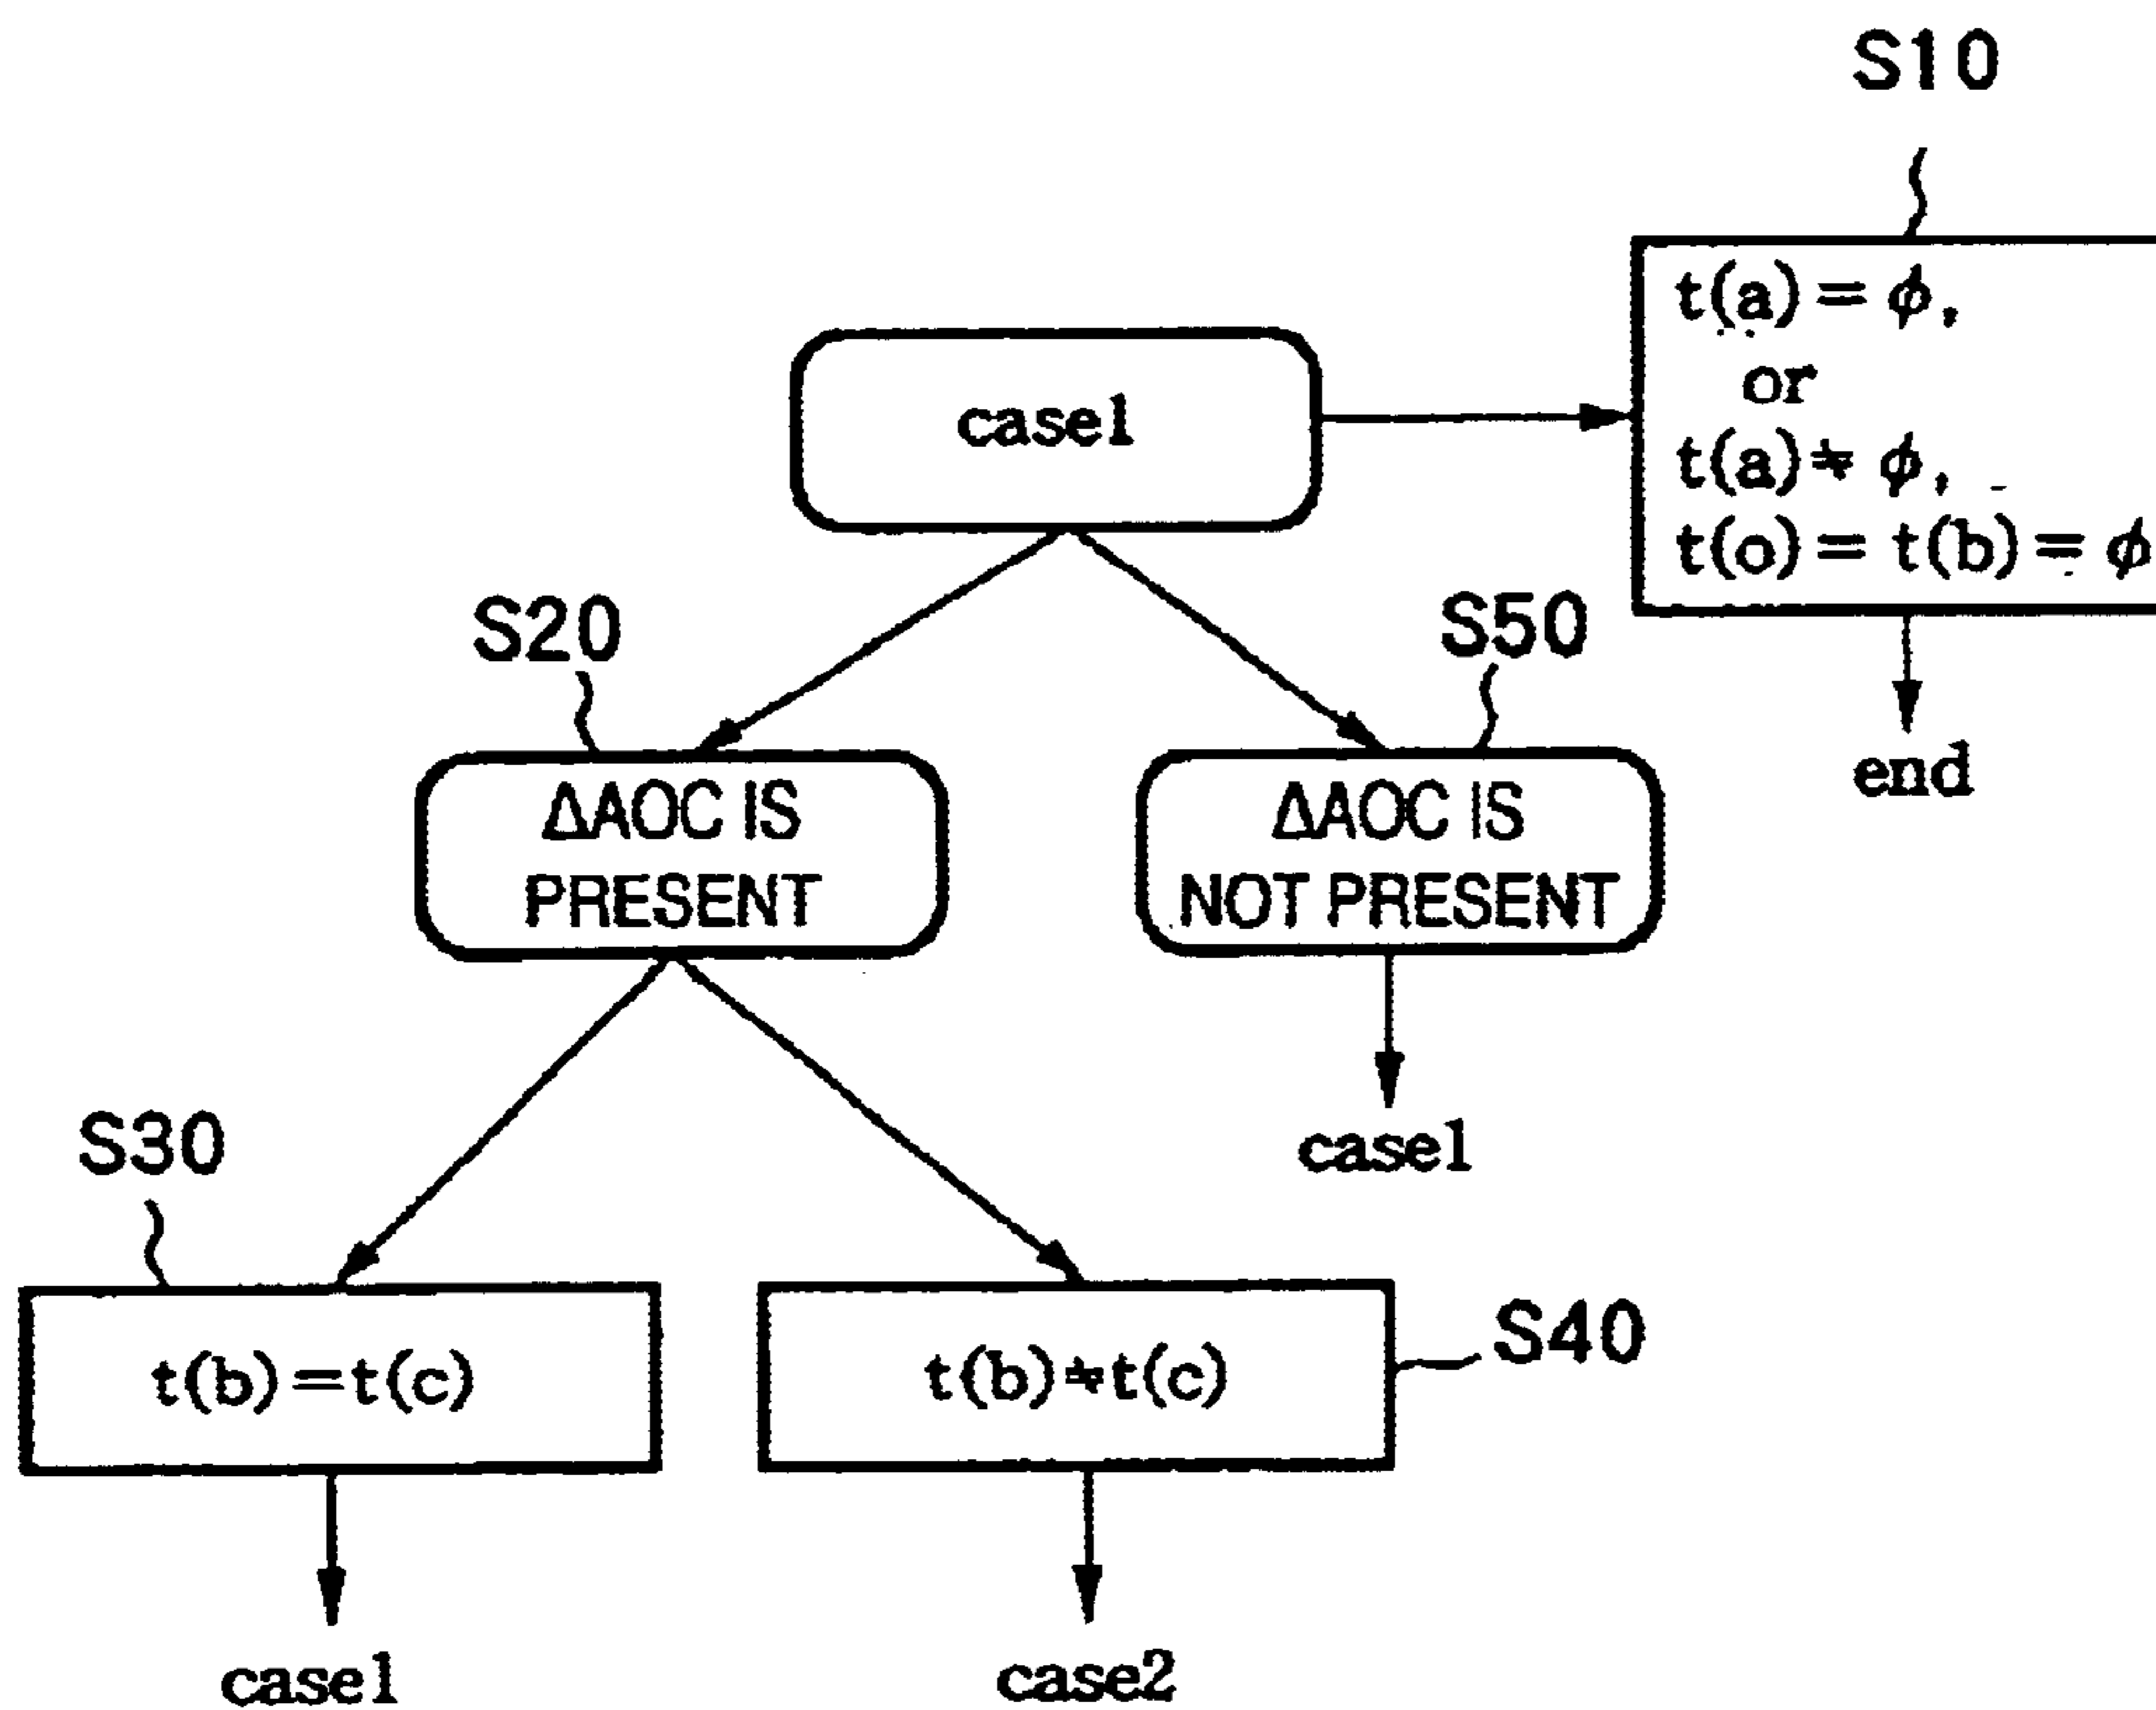 S10
t(a)= ϕ,
or
t(a)≠ ϕ,
t(o)= t(b)= ϕ
case1
S20
S50
end
ΔAOC IS
PRESENT
ΔAOC IS
NOT PRESENT
case1
S30
S40
t(b)=t(c)
t(b)≠t(c)
case1
case2